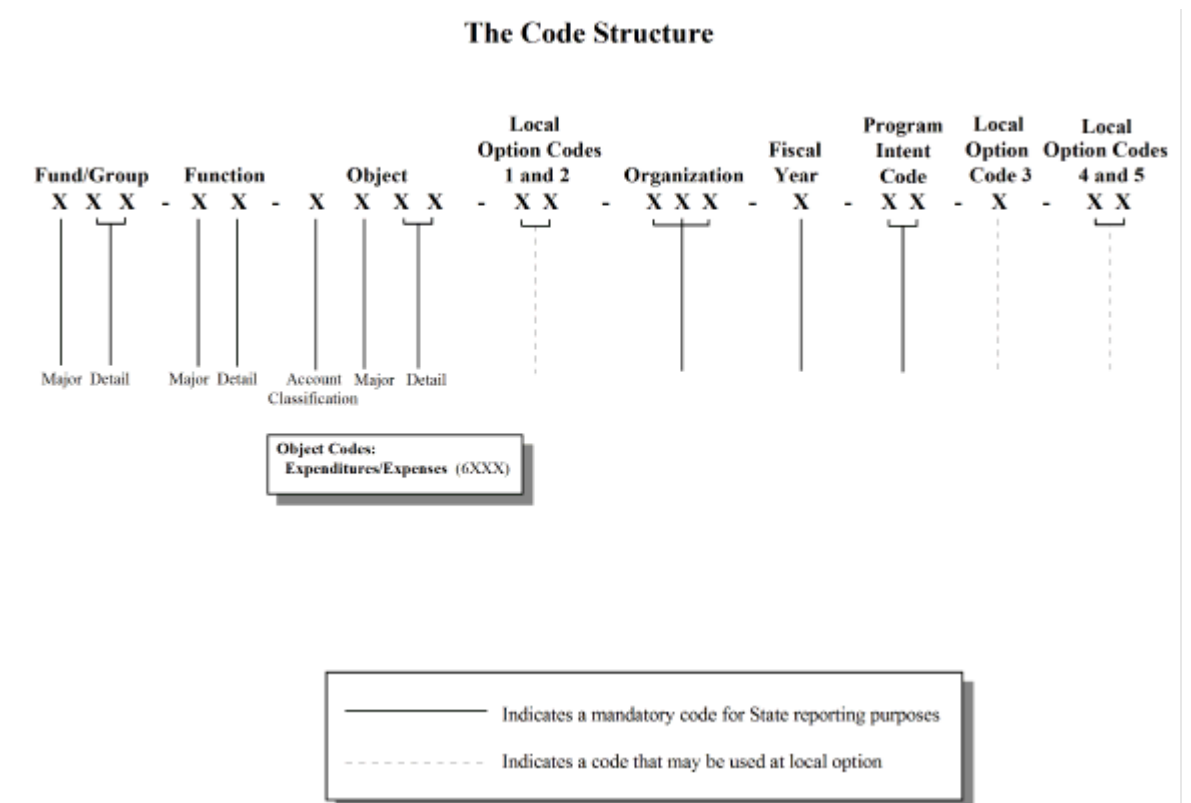 The Code Structure
Local
Option Codes
1 and 2
Program
Intent
Code
Local
Option
Code 3
Local
Option Codes
4 and 5
Fiscal
Year
Fund/Group Function Object Organization
X X X - X X - X X X X - X X - X X X - X - X X - X - X X
Major Detail Major Detail Account Classification Major Detail
Object Codes:
Expenditures/Expenses (6XXX)
Indicates a mandatory code for State reporting purposes
Indicates a code that may be used at local option